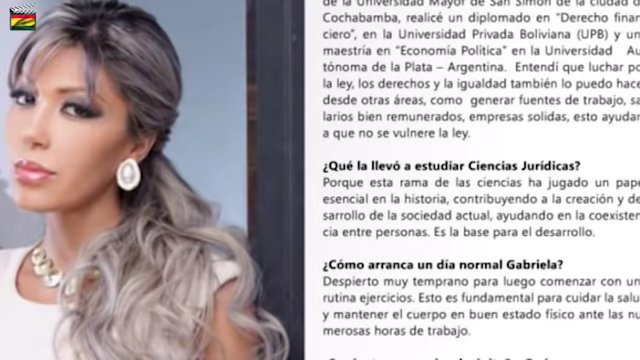 de la Universidad Mayor de San Simón de la ciudad d
Cochabamba, realicé un diplomado en “Derecho finan
ciero”, en la Universidad Privada Boliviana (UPB) y un
maestría en “Economía Política” en la Universidad Au
tónoma de la Plata – Argentina. Entendí que luchar po
la ley, los derechos y la igualdad también lo puedo hace
desde otras áreas, como generar fuentes de trabajo, sa
larios bien remunerados, empresas solidas, esto ayudar
a que no se vulnere la ley.
¿Qué la llevó a estudiar Ciencias Jurídicas?
Porque esta rama de las ciencias ha jugado un pape
esencial en la historia, contribuyendo a la creación y de
sarrollo de la sociedad actual, ayudando en la coexisten
cia entre personas. Es la base para el desarrollo.
¿Cómo arranca un día normal Gabriela?
Despierto muy temprano para luego comenzar con un
rutina ejercicios. Esto es fundamental para cuidar la salu
y mantener el cuerpo en buen estado físico ante las nu
merosas horas de trabajo.